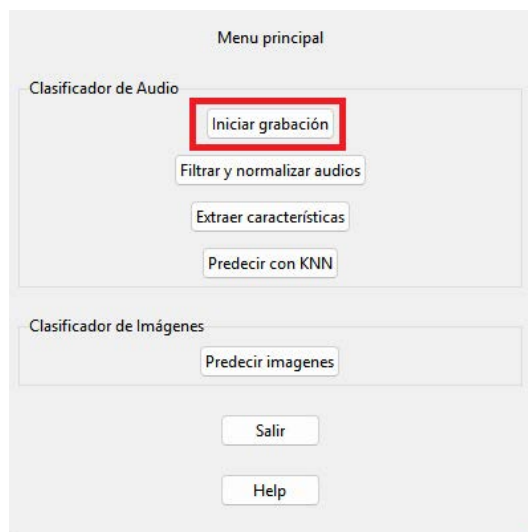 Menu principal
Clasificador de Audio
Iniciar grabación
Filtrar y normalizar audios
Extraer características
Predecir con KNN
Clasificador de Imágenes
Predecir imagenes
Salir
Help